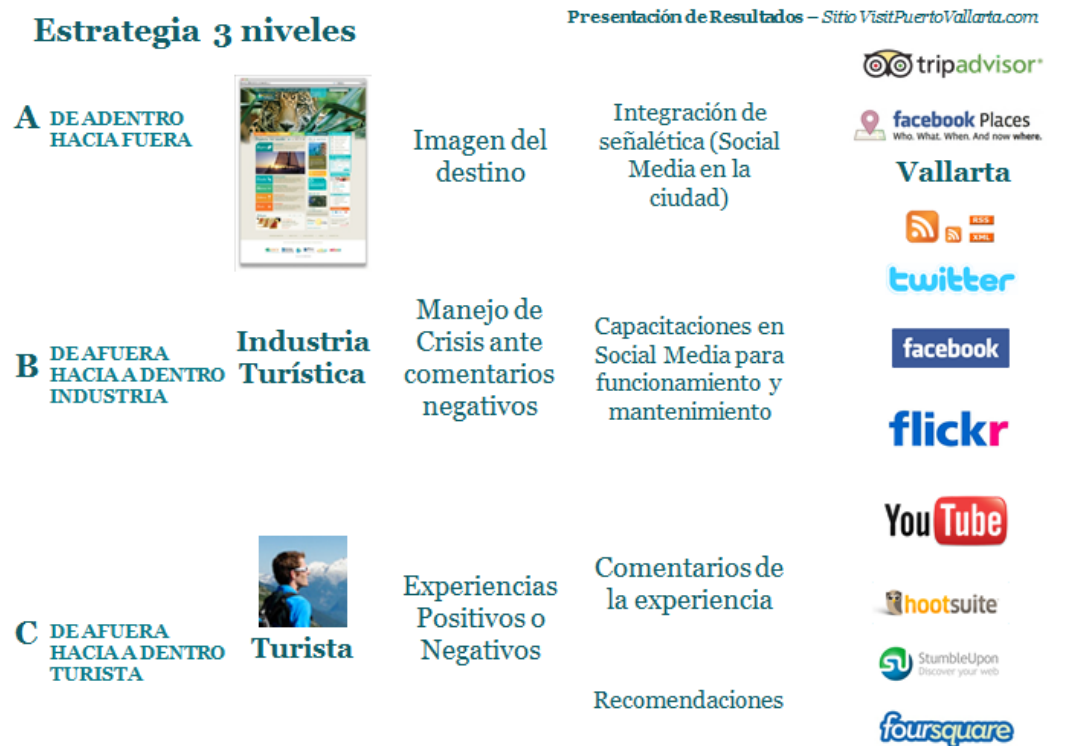 Estrategia 3 niveles
Presentación de Resultados – Sitio VisitPuertoVallarta.com
A DE ADENTRO
HACIA FUERA
Imagen del
destino
Integración de
señalética (Social
Media en la
ciudad)
tripadvisor
facebook Places
Who. What. When. And now where.
Vallarta
RSS
XML
twitter
B DE AFUERA
HACIA A DENTRO
INDUSTRIA
Industria
Turística
Manejo de
Crisis ante
comentarios
negativos
Capacitaciones en
Social Media para
funcionamiento y
mantenimiento
facebook
flickr
YouTube
C DE AFUERA
HACIA A DENTRO
TURISTA
Turista
Experiencias
Positivos o
Negativos
Comentarios de
la experiencia
Recomendaciones
hootsuite
SU StumbleUpon
Discover your web
foursquare